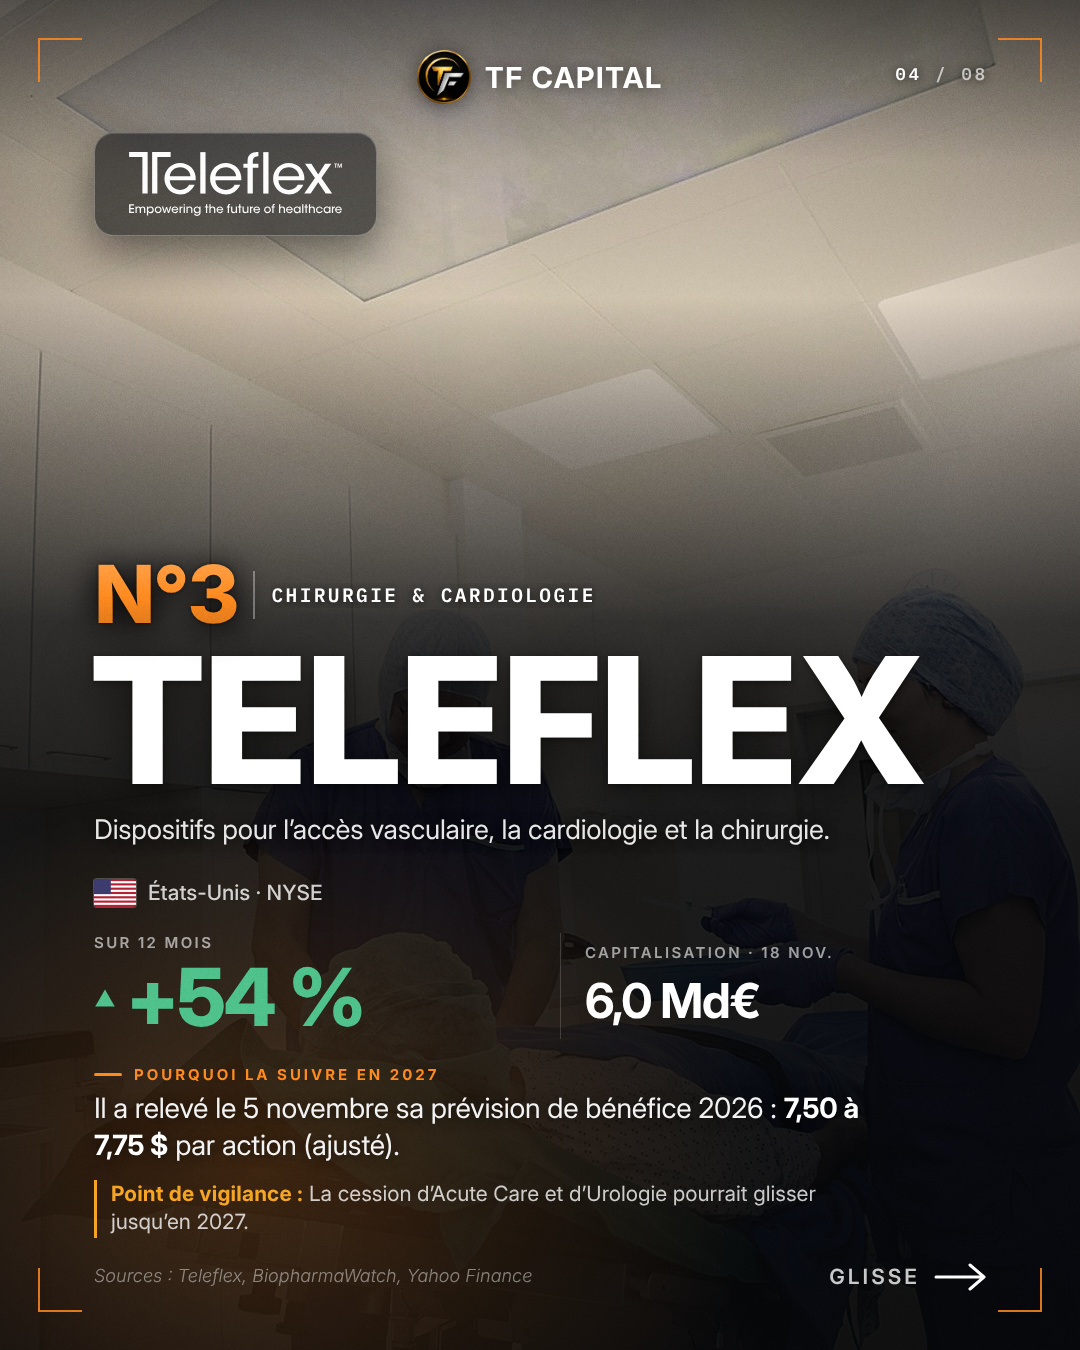 TF CAPITAL
04 / 08
Teleflex™
Empowering the future of healthcare
N°3
CHIRURGIE & CARDIOLOGIE
TELEFLEX
Dispositifs pour l’accès vasculaire, la cardiologie et la chirurgie.
États-Unis · NYSE
SUR 12 MOIS
+54 %
CAPITALISATION · 18 NOV.
6,0 Md€
POURQUOI LA SUIVRE EN 2027
Il a relevé le 5 novembre sa prévision de bénéfice 2026 : 7,50 à
7,75 $ par action (ajusté).
Point de vigilance : La cession d’Acute Care et d’Urologie pourrait glisser
jusqu’en 2027.
Sources : Teleflex, BiopharmaWatch, Yahoo Finance
GLISSE